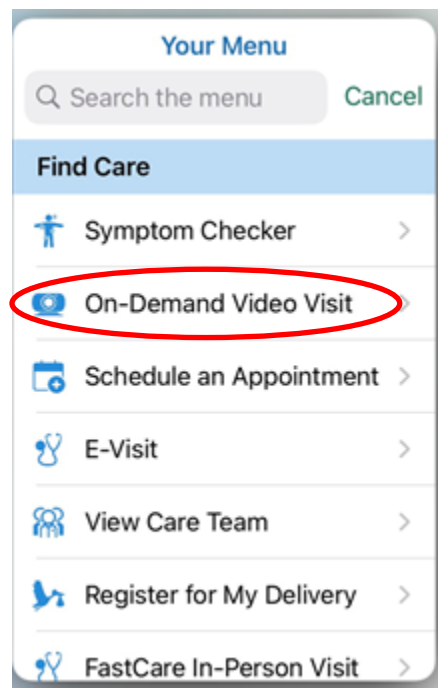 Your Menu
Search the menu Cancel
Find Care
Symptom Checker
On-Demand Video Visit
Schedule an Appointment
E-Visit
View Care Team
Register for My Delivery
FastCare In-Person Visit